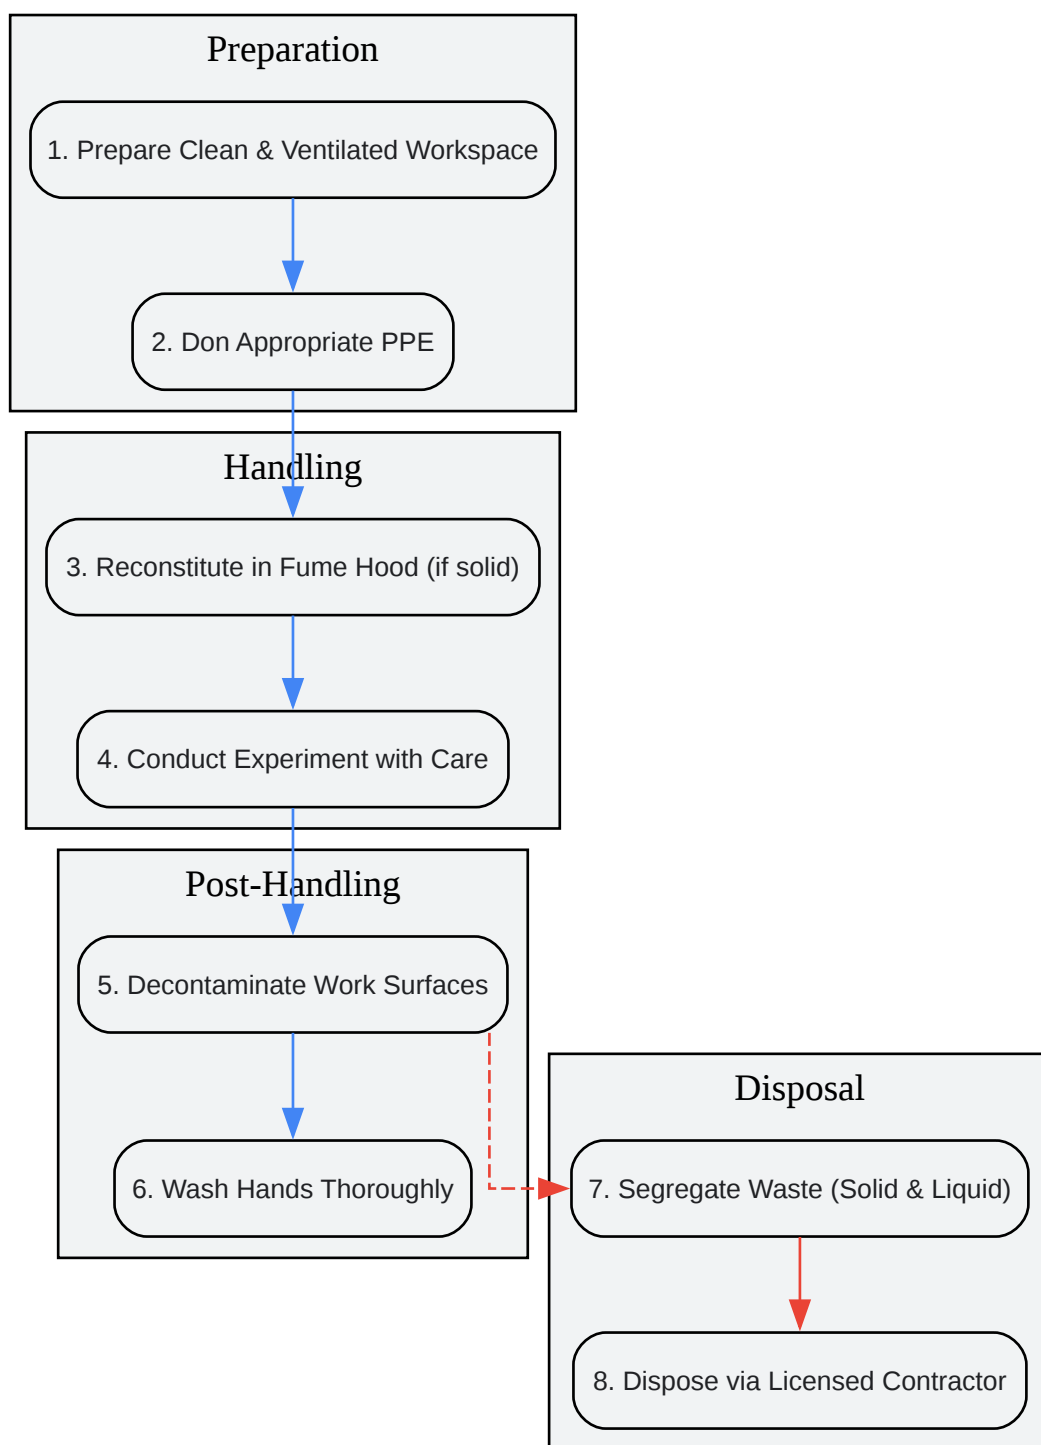 Preparation
1. Prepare Clean & Ventilated Workspace
2. Don Appropriate PPE
Handling
3. Reconstitute in Fume Hood (if solid)
4. Conduct Experiment with Care
Post-Handling
5. Decontaminate Work Surfaces
6. Wash Hands Thoroughly
Disposal
7. Segregate Waste (Solid & Liquid)
8. Dispose via Licensed Contractor